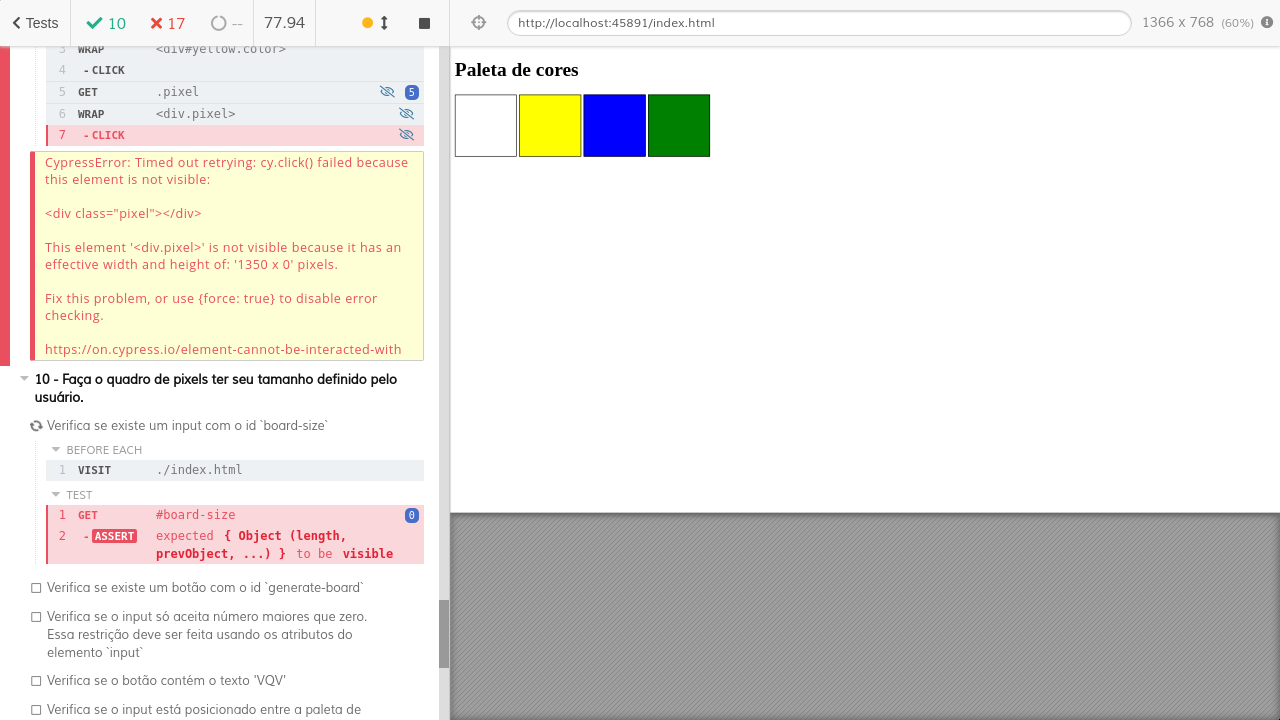 Tests 10 17 -- 77.94 http://localhost:45891/index.html 1366 x 768 (60%)
3 WRAP <div#yellow.color>
4 -CLICK
5 GET .pixel 5
6 WRAP <div.pixel>
7 -CLICK
CypressError: Timed out retrying: cy.click() failed because
this element is not visible:
<div class="pixel"></div>
This element '<div.pixel>' is not visible because it has an
effective width and height of: '1350 x 0' pixels.
Fix this problem, or use {force: true} to disable error
checking.
https://on.cypress.io/element-cannot-be-interacted-with
10 - Faça o quadro de pixels ter seu tamanho definido pelo
usuário.
Verifica se existe um input com o id `board-size`
BEFORE EACH
1 VISIT ./index.html
TEST
1 GET #board-size 0
2 -ASSERT expected { Object (length,
prevObject, ...) } to be visible
Verifica se existe um botão com o id `generate-board`
Verifica se o input só aceita número maiores que zero.
Essa restrição deve ser feita usando os atributos do
elemento `input`
Verifica se o botão contém o texto 'VQV'
Verifica se o input está posicionado entre a paleta de
Paleta de cores